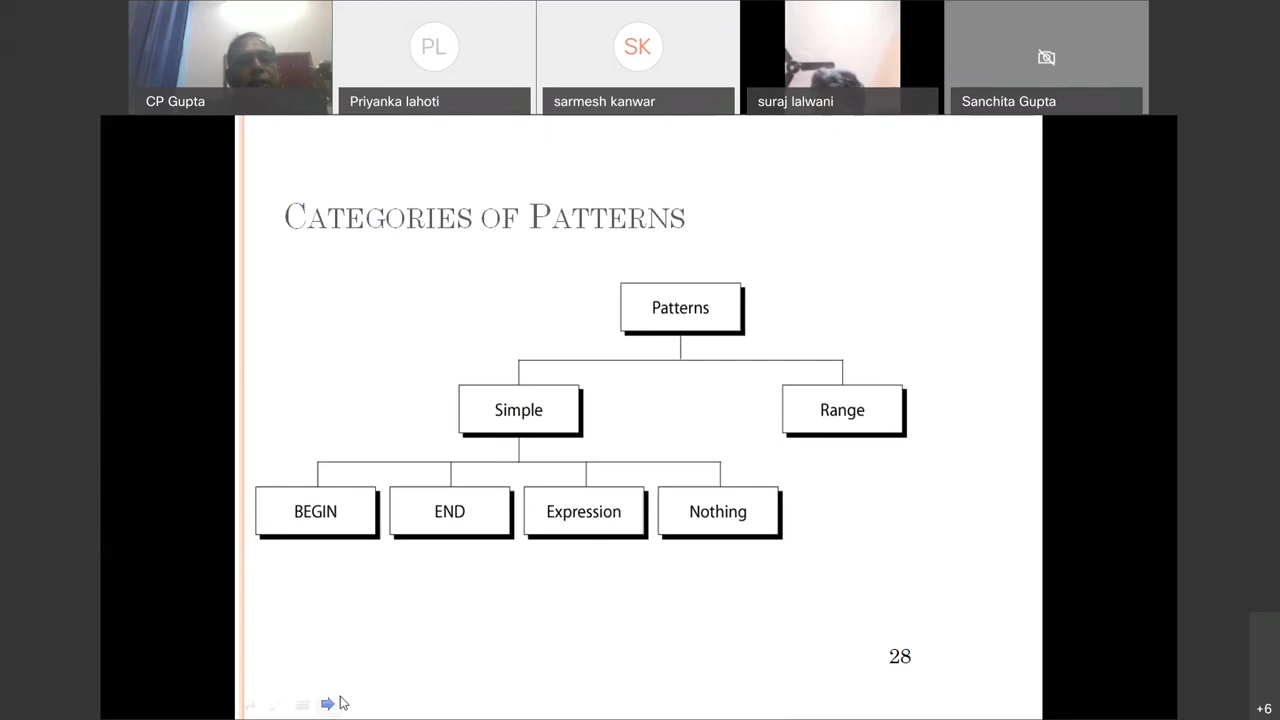 PL
SK
CP Gupta
Priyanka lahoti
sarmesh kanwar
suraj lalwani
Sanchita Gupta
CATEGORIES OF PATTERNS
Patterns
Simple
Range
BEGIN
END
Expression
Nothing
28
+6